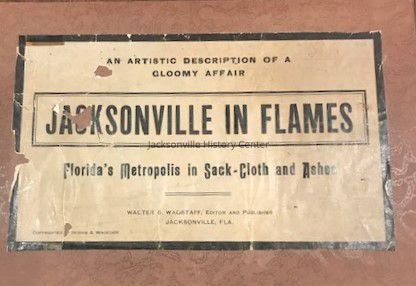 AN ARTISTIC DESCRIPTION OF A
GLOOMY AFFAIR
JACKSONVILLE IN FLAMES
Jacksonville History Center
Florida's Metropolis in Sack-Cloth and Ashes
WALTER G. WAGSTAFF, EDITOR AND PUBLISHER
JACKSONVILLE, FLA.
COPYRIGHTED